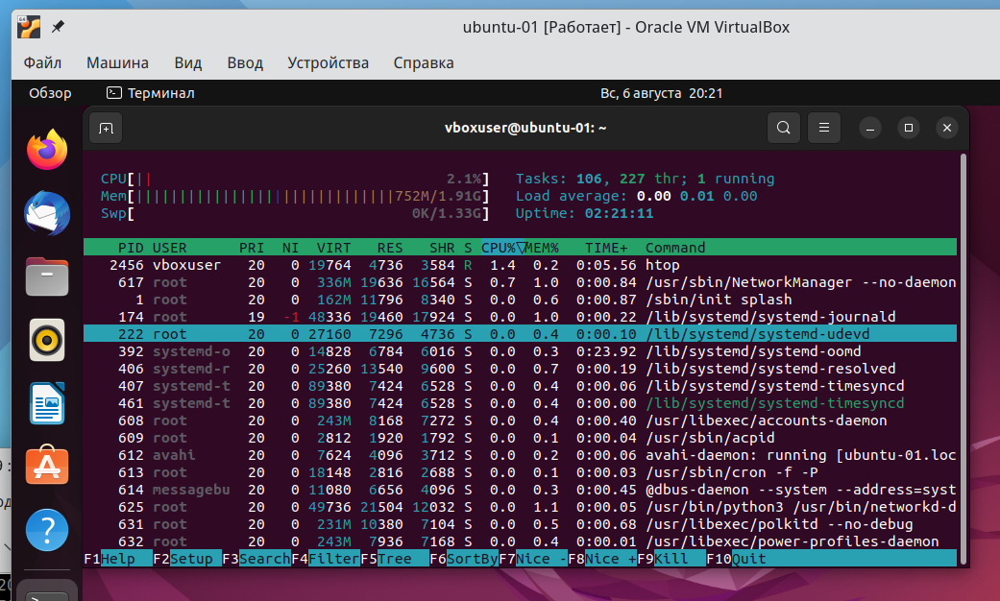 ubuntu-01 [Работает] - Oracle VM VirtualBox
Файл Машина Вид Ввод Устройства Справка
Обзор Терминал Вс, 6 августа 20:21
vboxuser@ubuntu-01: ~
CPU[|| 2.1%] Tasks: 106, 227 thr; 1 running
Mem[|||||||||||||||||||||||||||||752M/1.91G] Load average: 0.00 0.01 0.00
Swp[ 0K/1.33G] Uptime: 02:21:11
PID USER PRI NI VIRT RES SHR S CPU%▽MEM% TIME+ Command
2456 vboxuser 20 0 19764 4736 3584 R 1.4 0.2 0:05.56 htop
617 root 20 0 336M 19636 16564 S 0.7 1.0 0:00.84 /usr/sbin/NetworkManager --no-daemon
1 root 20 0 162M 11796 8340 S 0.0 0.6 0:00.87 /sbin/init splash
174 root 19 -1 48336 19460 17924 S 0.0 1.0 0:00.22 /lib/systemd/systemd-journald
222 root 20 0 27160 7296 4736 S 0.0 0.4 0:00.10 /lib/systemd/systemd-udevd
392 systemd-o 20 0 14828 6784 6016 S 0.0 0.3 0:23.92 /lib/systemd/systemd-oomd
406 systemd-r 20 0 25260 13540 9600 S 0.0 0.7 0:00.19 /lib/systemd/systemd-resolved
407 systemd-t 20 0 89380 7424 6528 S 0.0 0.4 0:00.06 /lib/systemd/systemd-timesyncd
461 systemd-t 20 0 89380 7424 6528 S 0.0 0.4 0:00.00 /lib/systemd/systemd-timesyncd
608 root 20 0 243M 8168 7272 S 0.0 0.4 0:00.40 /usr/libexec/accounts-daemon
609 root 20 0 2812 1920 1792 S 0.0 0.1 0:00.04 /usr/sbin/acpid
612 avahi 20 0 7624 4096 3712 S 0.0 0.2 0:00.06 avahi-daemon: running [ubuntu-01.loc
613 root 20 0 18148 2816 2688 S 0.0 0.1 0:00.03 /usr/sbin/cron -f -P
614 messagebu 20 0 11080 6656 4096 S 0.0 0.3 0:00.45 @dbus-daemon --system --address=syst
625 root 20 0 49736 21504 12032 S 0.0 1.1 0:00.05 /usr/bin/python3 /usr/bin/networkd-d
631 root 20 0 231M 10380 7104 S 0.0 0.5 0:00.68 /usr/libexec/polkitd --no-debug
632 root 20 0 243M 7936 7168 S 0.0 0.4 0:00.01 /usr/libexec/power-profiles-daemon
F1Help F2Setup F3SearchF4FilterF5Tree F6SortByF7Nice -F8Nice +F9Kill F10Quit